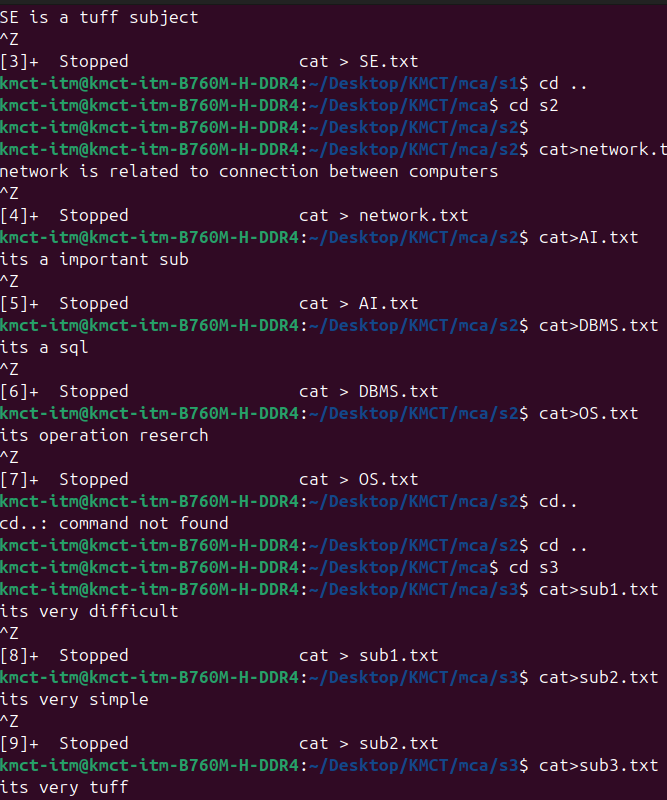 SE is a tuff subject
^Z
[3]+  Stopped                 cat > SE.txt
kmct-itm@kmct-itm-B760M-H-DDR4:~/Desktop/KMCT/mca/s1$ cd ..
kmct-itm@kmct-itm-B760M-H-DDR4:~/Desktop/KMCT/mca$ cd s2
kmct-itm@kmct-itm-B760M-H-DDR4:~/Desktop/KMCT/mca/s2$
kmct-itm@kmct-itm-B760M-H-DDR4:~/Desktop/KMCT/mca/s2$ cat>network.t
network is related to connection between computers
^Z
[4]+  Stopped                 cat > network.txt
kmct-itm@kmct-itm-B760M-H-DDR4:~/Desktop/KMCT/mca/s2$ cat>AI.txt
its a important sub
^Z
[5]+  Stopped                 cat > AI.txt
kmct-itm@kmct-itm-B760M-H-DDR4:~/Desktop/KMCT/mca/s2$ cat>DBMS.txt
its a sql
^Z
[6]+  Stopped                 cat > DBMS.txt
kmct-itm@kmct-itm-B760M-H-DDR4:~/Desktop/KMCT/mca/s2$ cat>OS.txt
its operation reserch
^Z
[7]+  Stopped                 cat > OS.txt
kmct-itm@kmct-itm-B760M-H-DDR4:~/Desktop/KMCT/mca/s2$ cd..
cd..: command not found
kmct-itm@kmct-itm-B760M-H-DDR4:~/Desktop/KMCT/mca/s2$ cd ..
kmct-itm@kmct-itm-B760M-H-DDR4:~/Desktop/KMCT/mca$ cd s3
kmct-itm@kmct-itm-B760M-H-DDR4:~/Desktop/KMCT/mca/s3$ cat>sub1.txt
its very difficult
^Z
[8]+  Stopped                 cat > sub1.txt
kmct-itm@kmct-itm-B760M-H-DDR4:~/Desktop/KMCT/mca/s3$ cat>sub2.txt
its very simple
^Z
[9]+  Stopped                 cat > sub2.txt
kmct-itm@kmct-itm-B760M-H-DDR4:~/Desktop/KMCT/mca/s3$ cat>sub3.txt
its very tuff